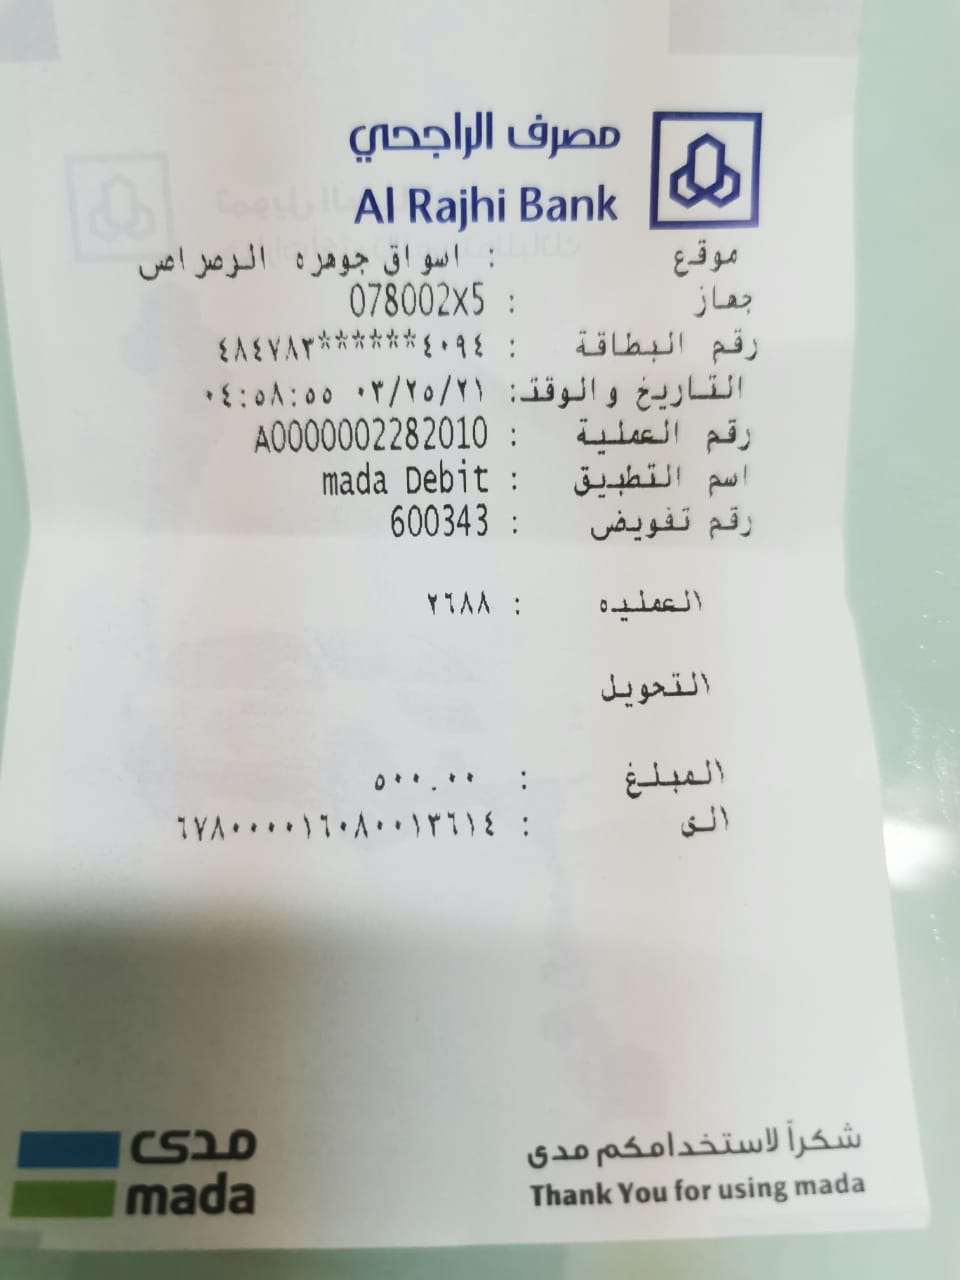 مصرف الراجحي
Al Rajhi Bank
موقع : اسواق جوهره الرصراص
جهاز : 078002X5
رقم البطاقة : ٤٨٤٧٨٣******٤٠٩٤
التاريخ والوقت: ٠٣/٢٥/٢١ ٠٤:٥٨:٥٥
رقم العملية : A0000002282010
اسم التطبيق : mada Debit
رقم تفويض : 600343
العمليه : ٢٦٨٨
التحويل
المبلغ : ٥٠٠.٠٠
الى : ٦٧٨٠٠٠٠١٦٠٨٠٠١٣٦١٤
شكراً لاستخدامكم مدى
Thank You for using mada
مدى
mada